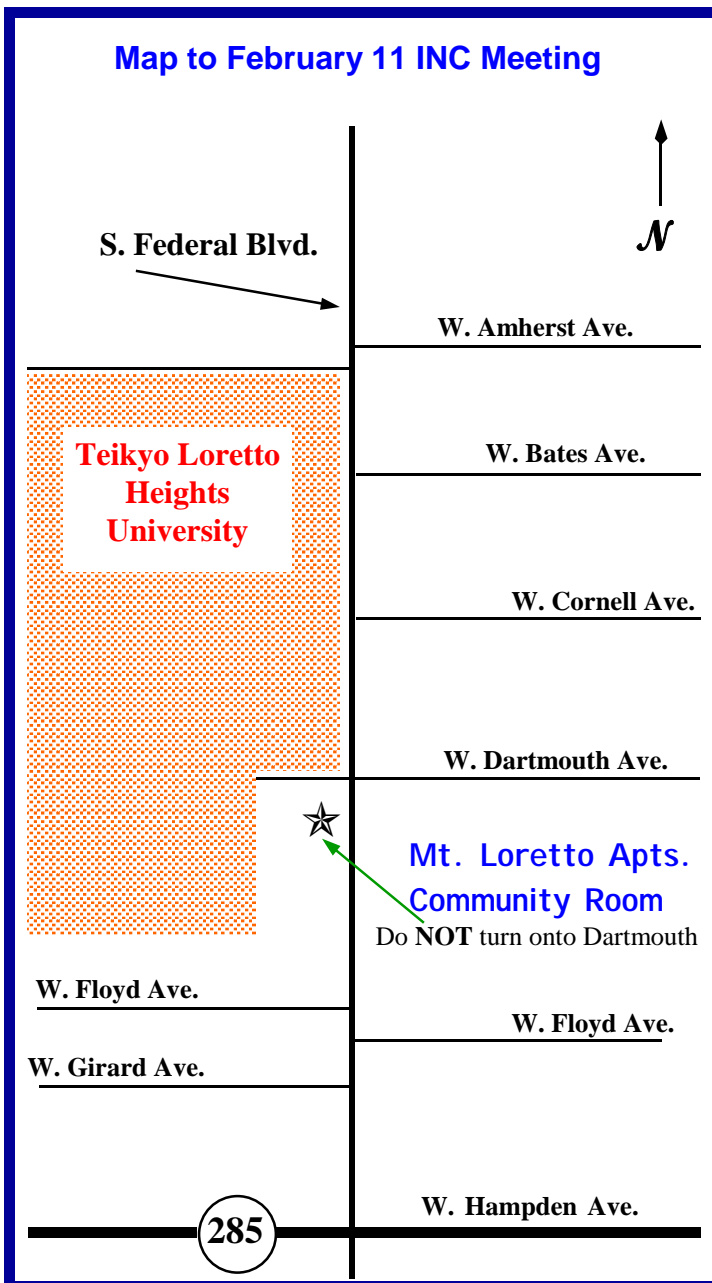 Map to February 11 INC Meeting
N
S. Federal Blvd.
W. Amherst Ave.
Teikyo Loretto
Heights
University
W. Bates Ave.
W. Cornell Ave.
W. Dartmouth Ave.
Mt. Loretto Apts.
Community Room
Do NOT turn onto Dartmouth
W. Floyd Ave.
W. Floyd Ave.
W. Girard Ave.
W. Hampden Ave.
285